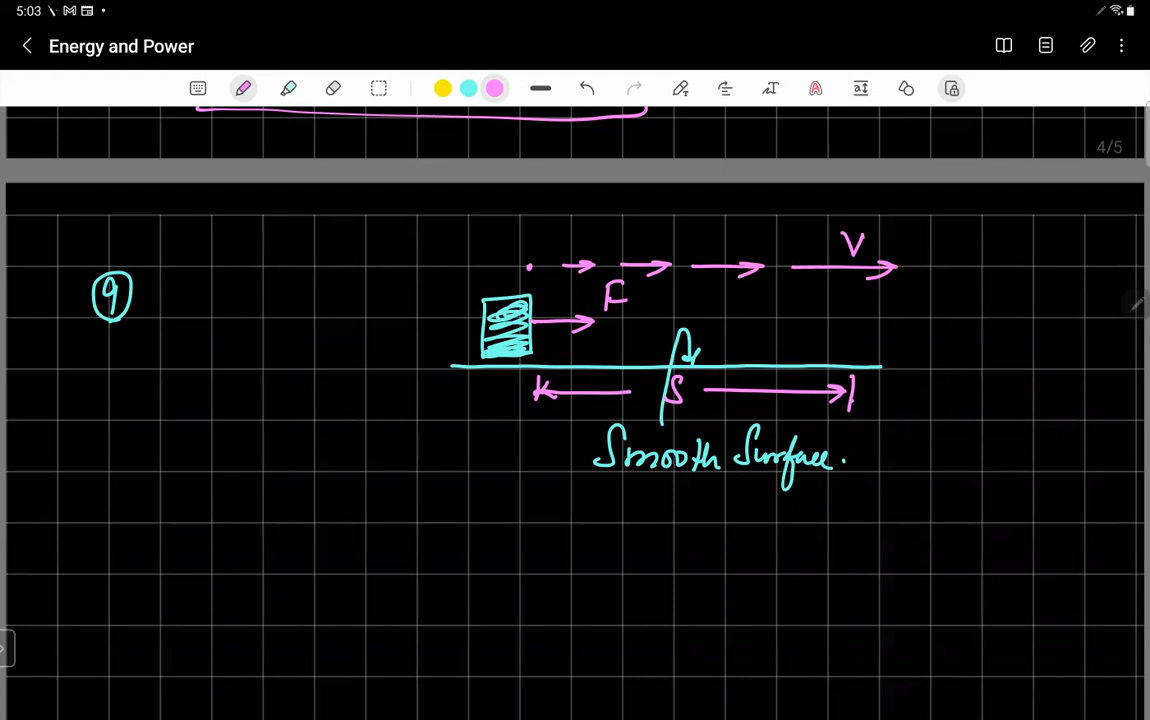 5:03
Energy and Power
4/5
V
9
F
S
Smooth Surface.